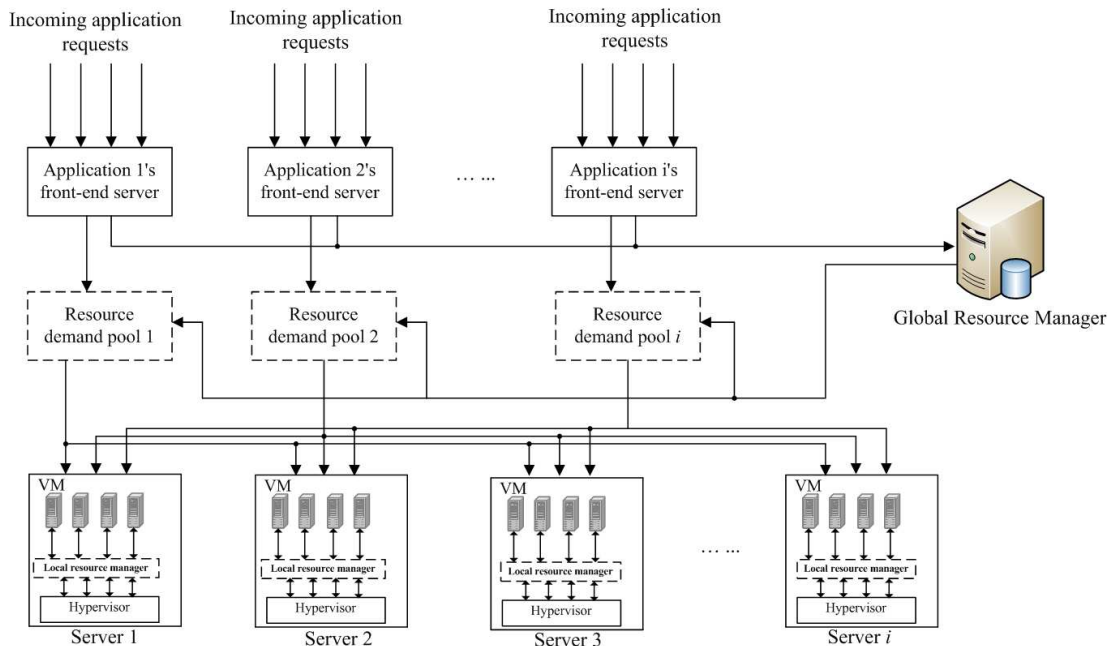 Incoming application
requests
Incoming application
requests
Incoming application
requests
Application 1's
front-end server
Application 2's
front-end server
... ...
Application i's
front-end server
Resource
demand pool 1
Resource
demand pool 2
Resource
demand pool i
Global Resource Manager
VM
Local resource manager
Hypervisor
Server 1
VM
Local resource manager
Hypervisor
Server 2
VM
Local resource manager
Hypervisor
Server 3
... ...
VM
Local resource manager
Hypervisor
Server i